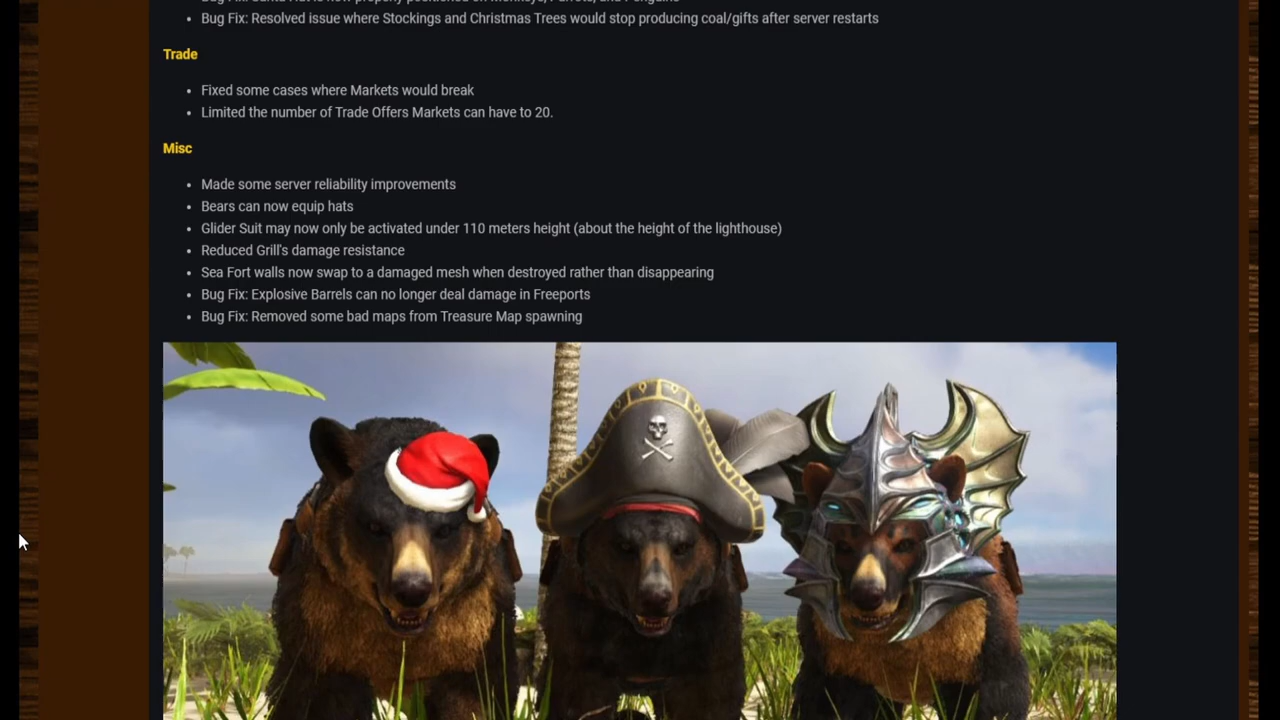 Bug Fix: Santa Hat is now properly positioned on Monkeys, Parrots, and Penguins
Bug Fix: Resolved issue where Stockings and Christmas Trees would stop producing coal/gifts after server restarts
Trade
Fixed some cases where Markets would break
Limited the number of Trade Offers Markets can have to 20.
Misc
Made some server reliability improvements
Bears can now equip hats
Glider Suit may now only be activated under 110 meters height (about the height of the lighthouse)
Reduced Grill's damage resistance
Sea Fort walls now swap to a damaged mesh when destroyed rather than disappearing
Bug Fix: Explosive Barrels can no longer deal damage in Freeports
Bug Fix: Removed some bad maps from Treasure Map spawning